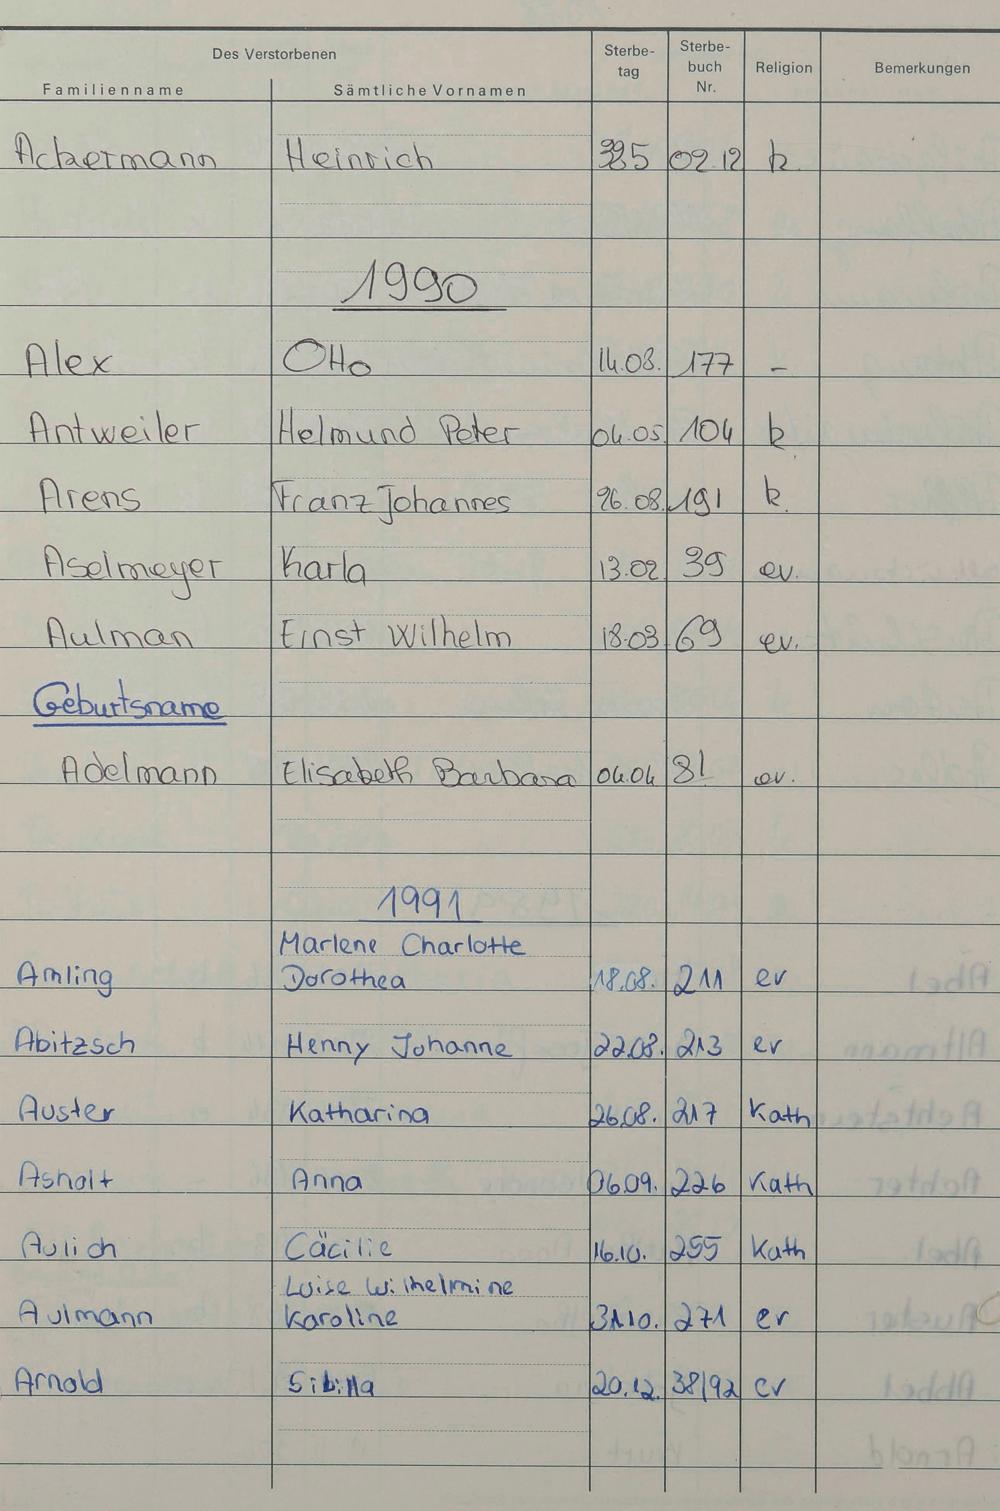 Des Verstorbenen
Familienname Sämtliche Vornamen Sterbe-tag Sterbe-buch Nr. Religion Bemerkungen
Ackermann Heinrich 325 02.12 k.
1990
Alex Otto 14.08. 177 –
Antweiler Helmund Peter 04.05 104 k.
Arens Franz Johannes 26.08. 191 k.
Aselmeyer Karla 13.02 39 ev.
Aulman Ernst Wilhelm 18.03 69 ev.
Geburtsname
Adelmann Elisabeth Barbara 04.04 81 ev.
1991
Marlene Charlotte
Amling Dorothea 18.08. 211 ev
Abitzsch Henny Johanne 22.08. 213 ev
Auster Katharina 26.08. 217 Kath
Asholt Anna 06.09. 226 Kath
Aulich Cäcilie 16.10. 255 Kath
Luise Wilhelmine
Aulmann Karoline 31.10. 271 ev
Arnold Sibilla 20.12. 38/92 ev